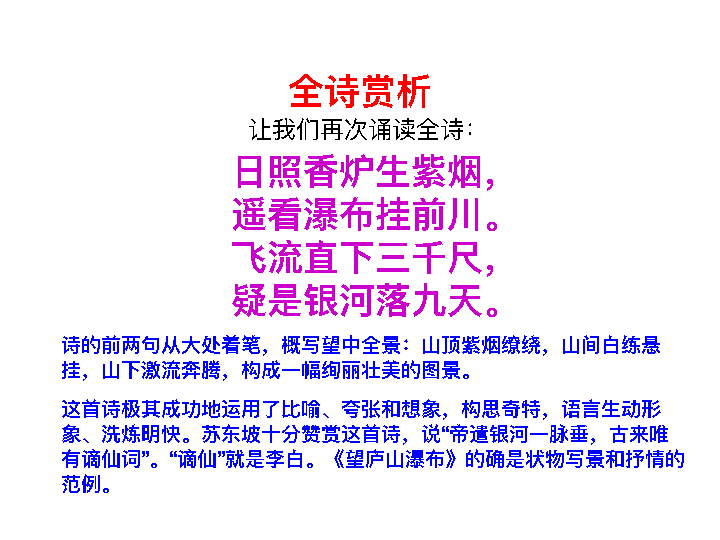 全诗赏析
让我们再次诵读全诗：
日照香炉生紫烟，
遥看瀑布挂前川。
飞流直下三千尺，
疑是银河落九天。
诗的前两句从大处着笔，概写望中全景：山顶紫烟缭绕，山间白练悬
挂，山下激流奔腾，构成一幅绚丽壮美的图景。
这首诗极其成功地运用了比喻、夸张和想象，构思奇特，语言生动形
象、洗炼明快。苏东坡十分赞赏这首诗，说“帝遣银河一脉垂，古来唯
有谪仙词”。“谪仙”就是李白。《望庐山瀑布》的确是状物写景和抒情的
范例。